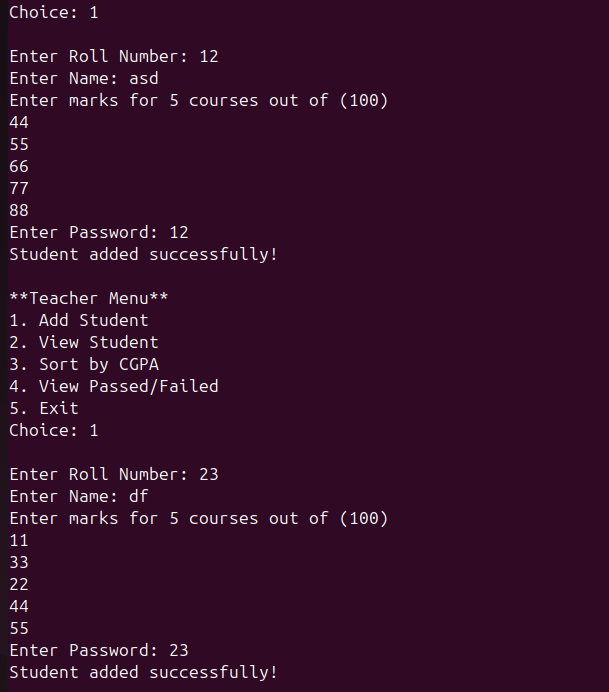 Choice: 1
Enter Roll Number: 12
Enter Name: asd
Enter marks for 5 courses out of (100)
44
55
66
77
88
Enter Password: 12
Student added successfully!
**Teacher Menu**
1. Add Student
2. View Student
3. Sort by CGPA
4. View Passed/Failed
5. Exit
Choice: 1
Enter Roll Number: 23
Enter Name: df
Enter marks for 5 courses out of (100)
11
33
22
44
55
Enter Password: 23
Student added successfully!